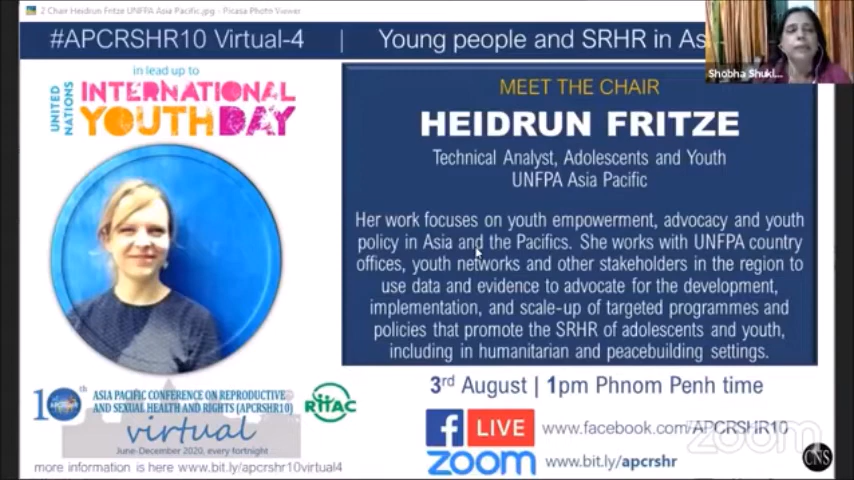 2 Chair Heidrun Fritze UNFPA Asia Pacific.jpg - Picasa Photo Viewer
#APCRSHR10 Virtual-4 | Young people and SRHR in As
Shobha Shukl...
in lead up to
UNITED NATIONS
INTERNATIONAL
YOUTH DAY
MEET THE CHAIR
HEIDRUN FRITZE
Technical Analyst, Adolescents and Youth
UNFPA Asia Pacific
Her work focuses on youth empowerment, advocacy and youth
policy in Asia and the Pacifics. She works with UNFPA country
offices, youth networks and other stakeholders in the region to
use data and evidence to advocate for the development,
implementation, and scale-up of targeted programmes and
policies that promote the SRHR of adolescents and youth,
including in humanitarian and peacebuilding settings.
10th ASIA PACIFIC CONFERENCE ON REPRODUCTIVE
AND SEXUAL HEALTH AND RIGHTS (APCRSHR10)
virtual
June-December 2020, every fortnight
RHAC
more information is here www.bit.ly/apcrshr10virtual4
3rd August | 1pm Phnom Penh time
f LIVE www.facebook.com/APCRSHR10
zoom www.bit.ly/apcrshr
zoom
CNS